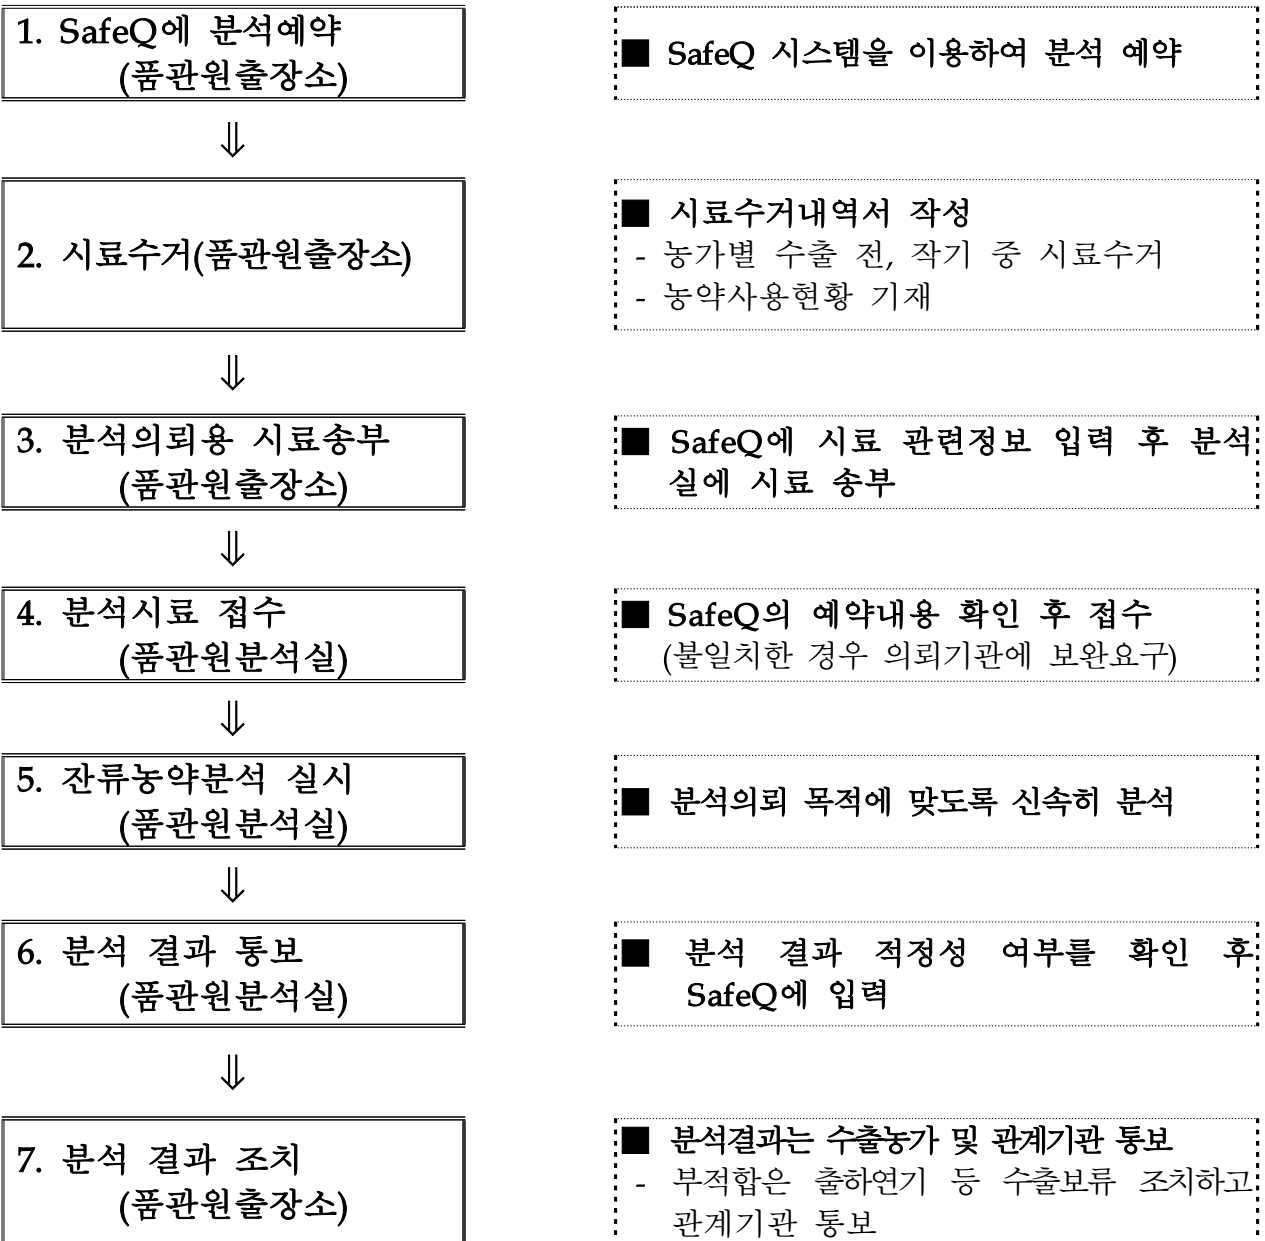 1. SafeQ에 분석예약
(품관원출장소)
■ SafeQ 시스템을 이용하여 분석 예약
⇓
2. 시료수거(품관원출장소)
■ 시료수거내역서 작성
- 농가별 수출 전, 작기 중 시료수거
- 농약사용현황 기재
⇓
3. 분석의뢰용 시료송부
(품관원출장소)
■ SafeQ에 시료 관련정보 입력 후 분석
실에 시료 송부
⇓
4. 분석시료 접수
(품관원분석실)
■ SafeQ의 예약내용 확인 후 접수
(불일치한 경우 의뢰기관에 보완요구)
⇓
5. 잔류농약분석 실시
(품관원분석실)
■ 분석의뢰 목적에 맞도록 신속히 분석
⇓
6. 분석 결과 통보
(품관원분석실)
■ 분석 결과 적정성 여부를 확인 후
SafeQ에 입력
⇓
7. 분석 결과 조치
(품관원출장소)
■ 분석결과는 수출농가 및 관계기관 통보
- 부적합은 출하연기 등 수출보류 조치하고
관계기관 통보